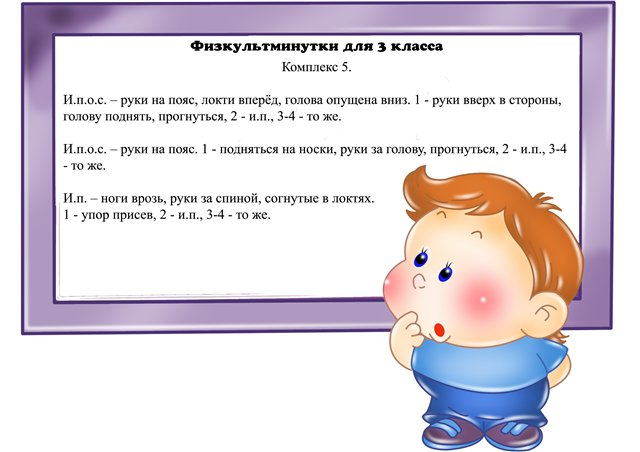 Физкультминутки для 3 класса
Комплекс 5.
И.п.о.с. – руки на пояс, локти вперёд, голова опущена вниз. 1 - руки вверх в стороны,
голову поднять, прогнуться, 2 - и.п., 3-4 - то же.
И.п.о.с. – руки на пояс. 1 - подняться на носки, руки за голову, прогнуться, 2 - и.п., 3-4
- то же.
И.п. – ноги врозь, руки за спиной, согнутые в локтях.
1 - упор присев, 2 - и.п., 3-4 - то же.